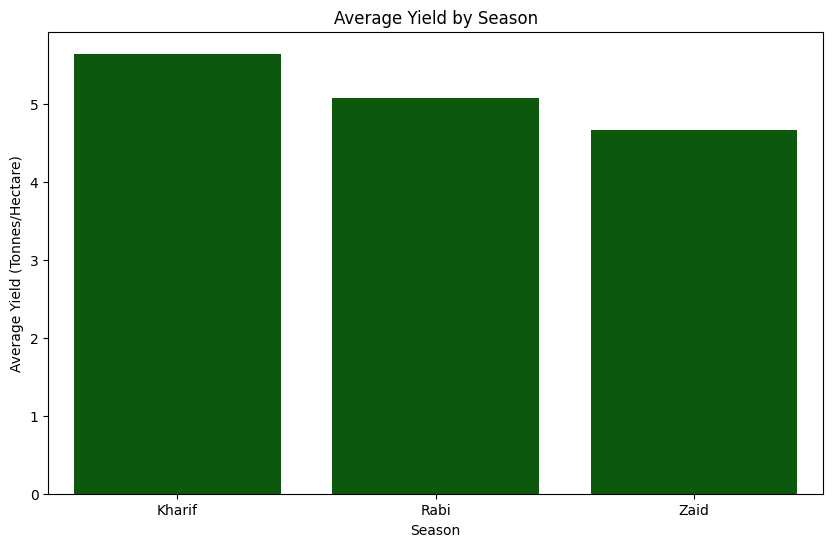 Average Yield by Season
Average Yield (Tonnes/Hectare)
5
4
3
2
1
0
Kharif
Rabi
Zaid
Season